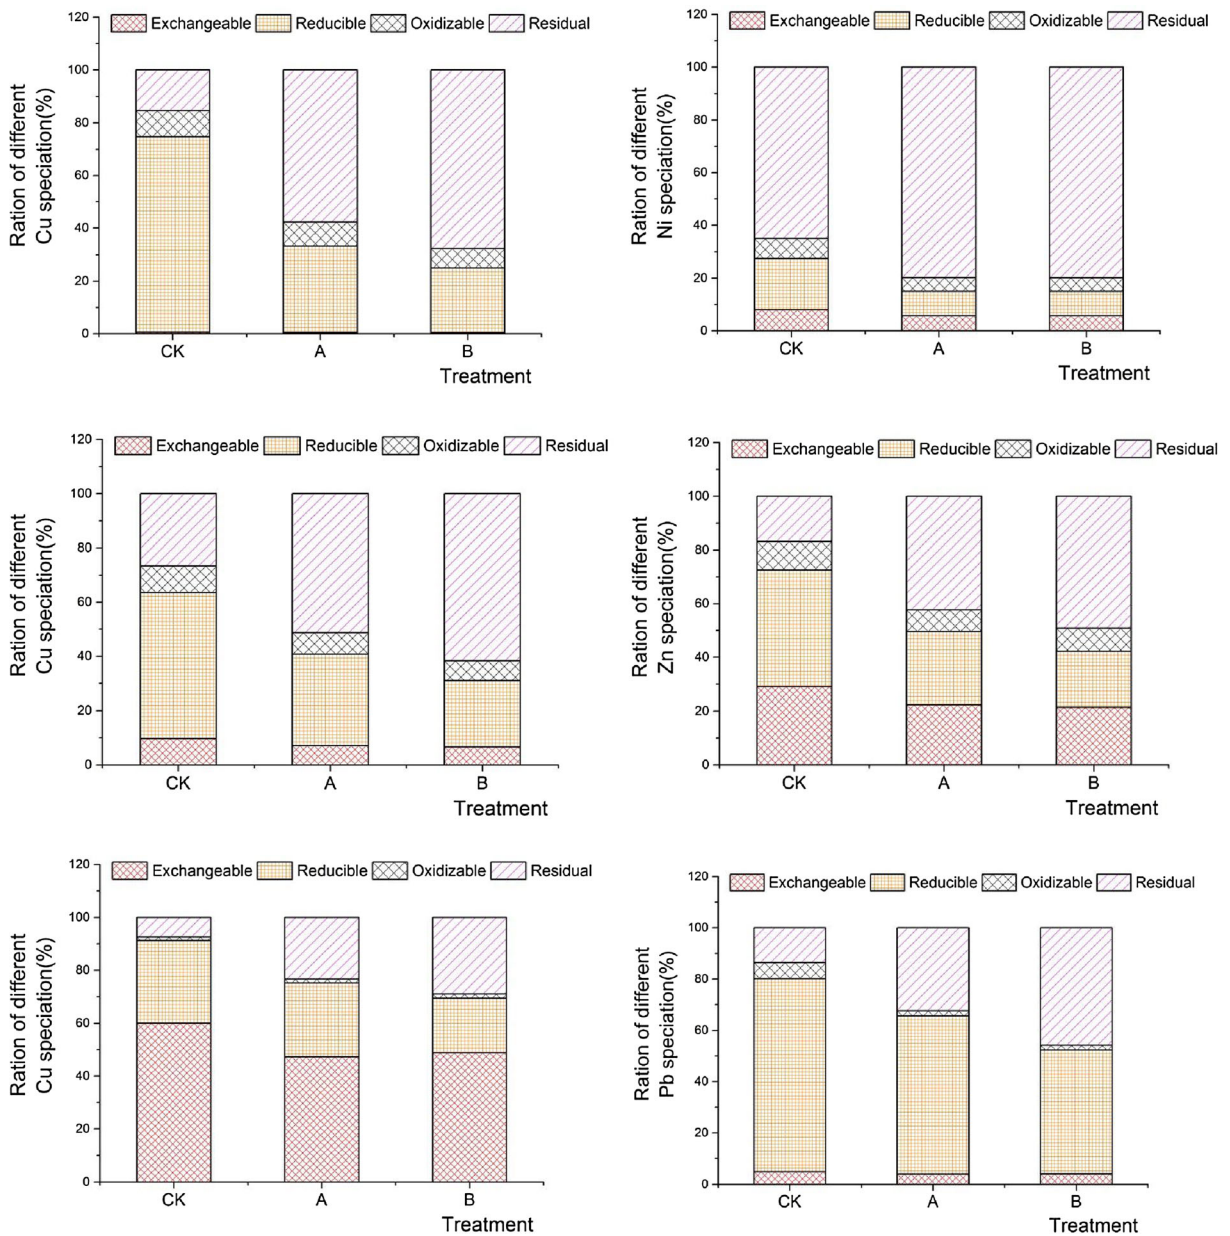 Exchangeable Reducible Oxidizable Residual
Ration of different
Cu speciation(%)
120
100
80
60
40
20
0
CK A B
Treatment
Exchangeable Reducible Oxidizable Residual
Ration of different
Ni speciation(%)
120
100
80
60
40
20
0
CK A B
Treatment
Exchangeable Reducible Oxidizable Residual
Ration of different
Cu speciation(%)
120
100
80
60
40
20
0
CK A B
Treatment
Exchangeable Reducible Oxidizable Residual
Ration of different
Zn speciation(%)
120
100
80
60
40
20
0
CK A B
Treatment
Exchangeable Reducible Oxidizable Residual
Ration of different
Cu speciation(%)
120
100
80
60
40
20
0
CK A B
Treatment
Exchangeable Reducible Oxidizable Residual
Ration of different
Pb speciation(%)
120
100
80
60
40
20
0
CK A B
Treatment